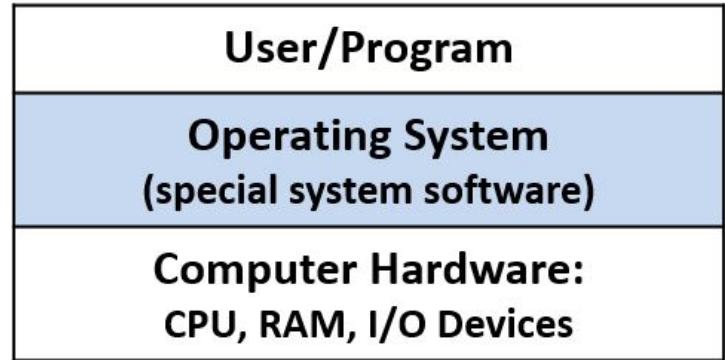 User/Program
Operating System
(special system software)
Computer Hardware:
CPU, RAM, I/O Devices